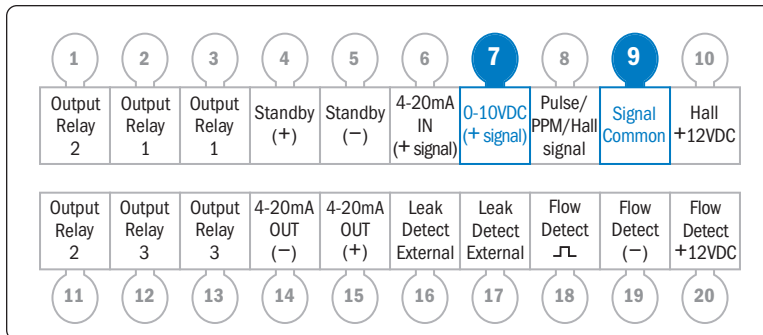 1 2 3 4 5 6 7 8 9 10
Output Output Output Standby Standby 4-20mA 0-10VDC Pulse/ Signal Hall
Relay Relay Relay (+) (−) IN (+ signal) PPM/Hall Common +12VDC
2 1 1 (+ signal) signal
Output Output Output 4-20mA 4-20mA Leak Leak Flow Flow Flow
Relay Relay Relay OUT OUT Detect Detect Detect Detect Detect
2 3 3 (−) (+) External External (−) +12VDC
11 12 13 14 15 16 17 18 19 20